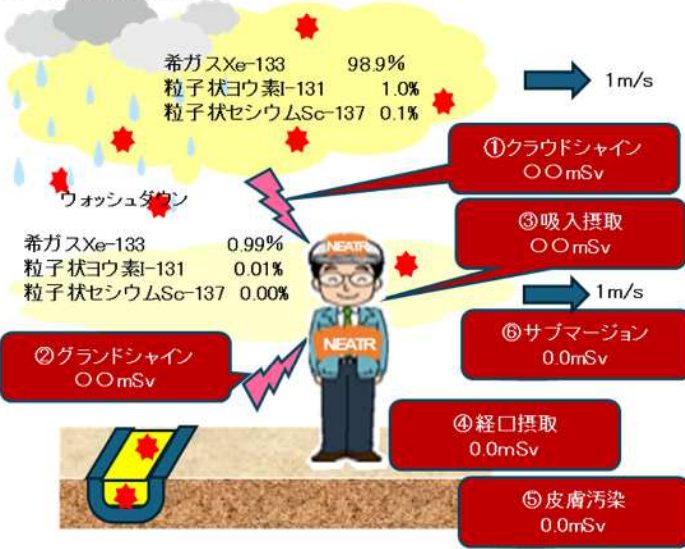 希ガスXe-133 98.9%
粒子状ヨウ素I-131 1.0%
粒子状セシウムSc-137 0.1%
1m/s
①クラウドシャイン
〇〇mSv
ウォッシュダウン
③吸入摂取
〇〇mSv
希ガスXe-133 0.99%
粒子状ヨウ素I-131 0.01%
粒子状セシウムSc-137 0.00%
NEATR
1m/s
⑥サブマージョン
0.0mSv
NEATR
②グランドシャイン
〇〇mSv
④経口摂取
0.0mSv
⑤皮膚汚染
0.0mSv